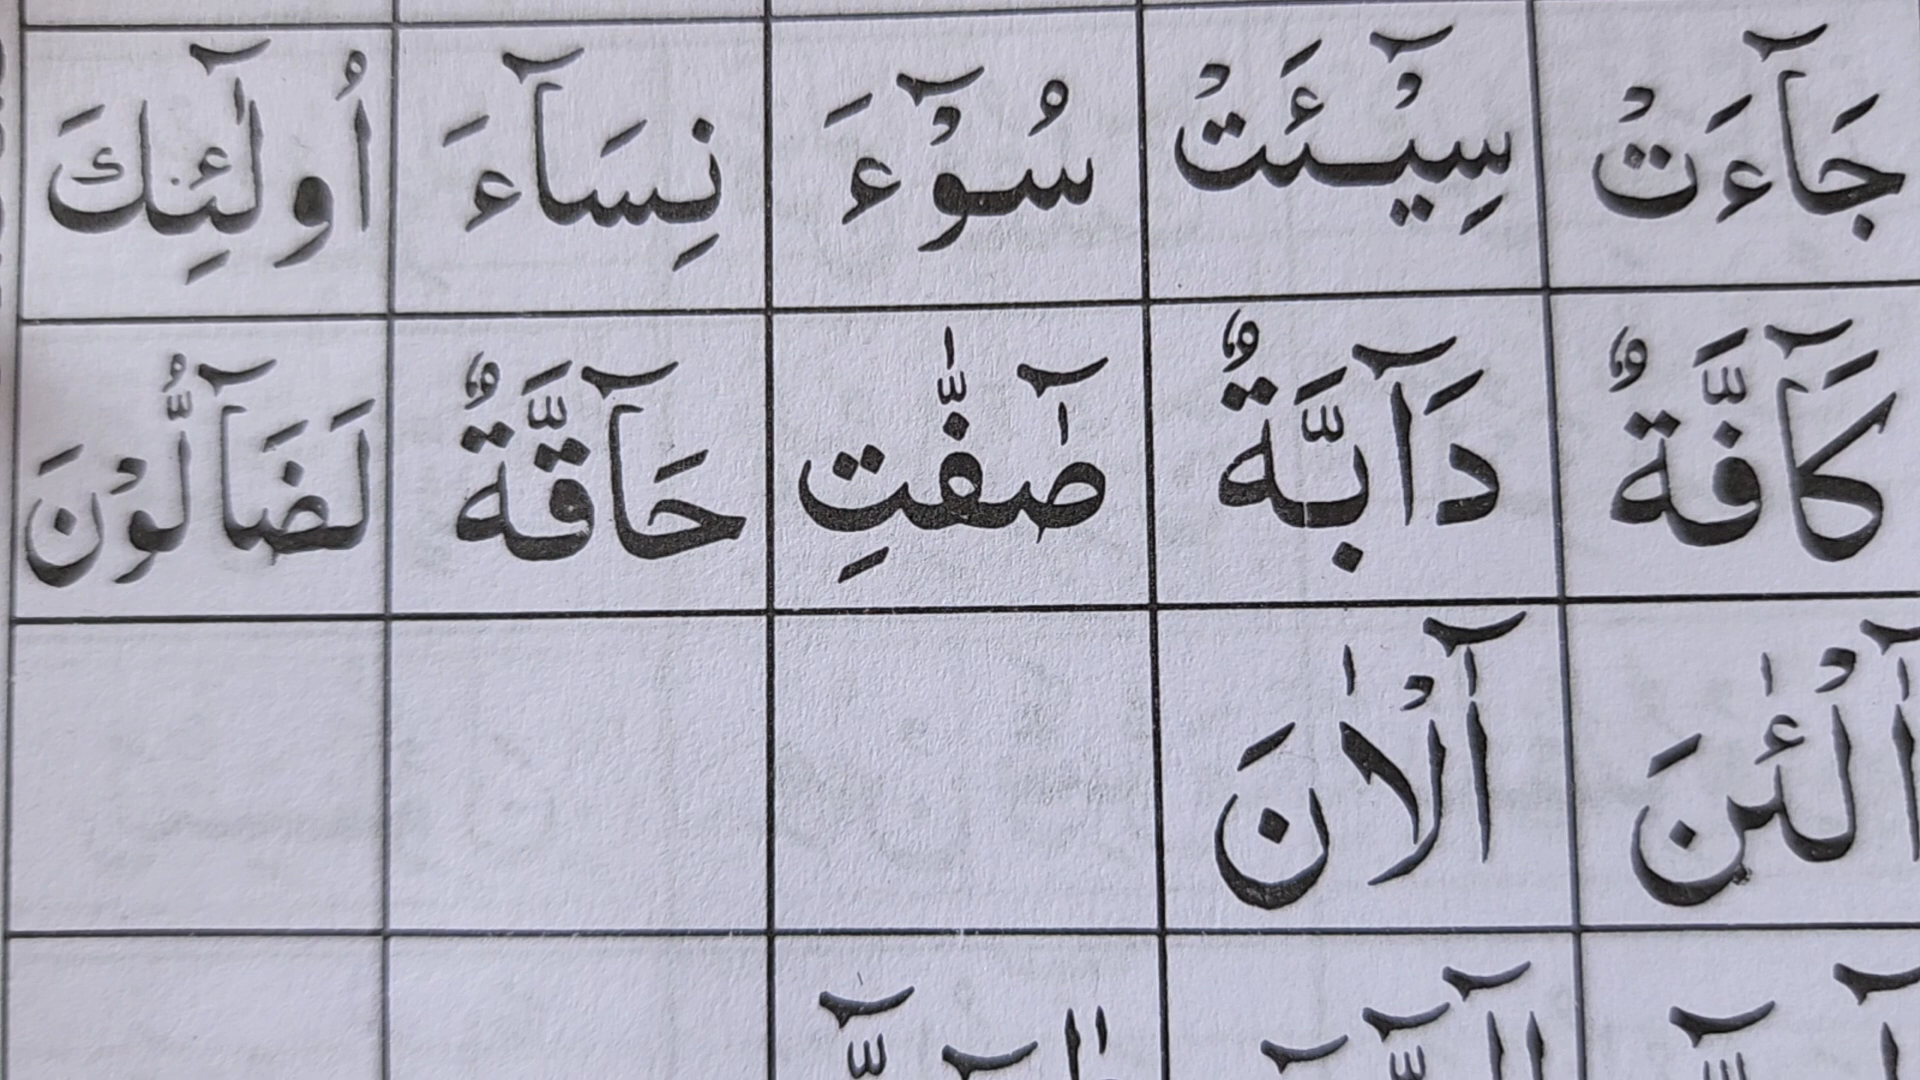 جَآءَتْ سِيْٓـئَتْ سُوْٓءَ نِسَآءَ اُولٰٓئِكَ
كَآفَّةٌ دَآبَّةٌ صٰٓفّٰتِ حَآقَّةٌ لَضَآلُّوْنَ
آٰلْـٰٔنَ آٰلْاٰنَ